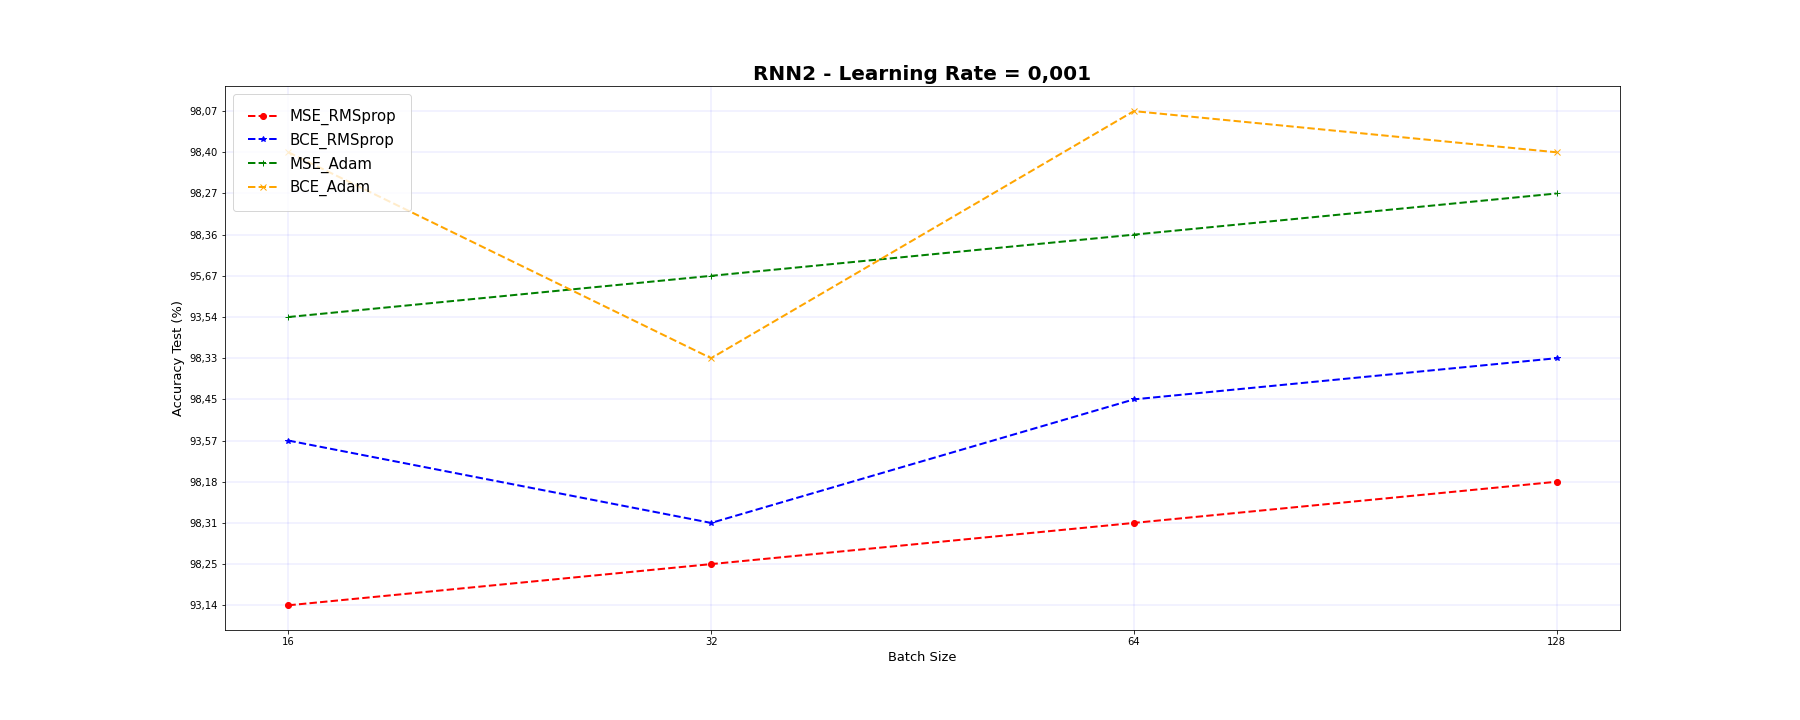 RNN2 - Learning Rate = 0,001
MSE_RMSprop
BCE_RMSprop
MSE_Adam
BCE_Adam
98,07
98,40
98,27
98,36
95,67
93,54
98,33
98,45
93,57
98,18
98,31
98,25
93,14
Accuracy Test (%)
16 32 64 128
Batch Size